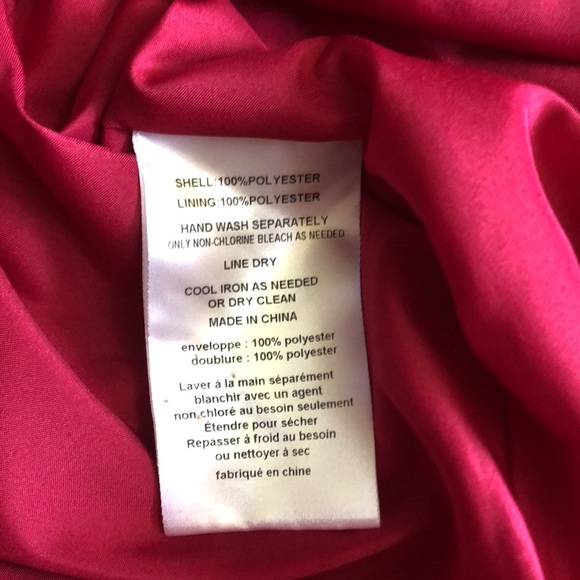 SHELL:100%POLYESTER
LINING:100%POLYESTER
HAND WASH SEPARATELY
ONLY NON-CHLORINE BLEACH AS NEEDED
LINE DRY
COOL IRON AS NEEDED
OR DRY CLEAN
MADE IN CHINA
enveloppe : 100% polyester
doublure : 100% polyester
Laver à la main séparément
blanchir avec un agent
non chloré au besoin seulement
Étendre pour sécher
Repasser à froid au besoin
ou nettoyer à sec
fabriqué en chine